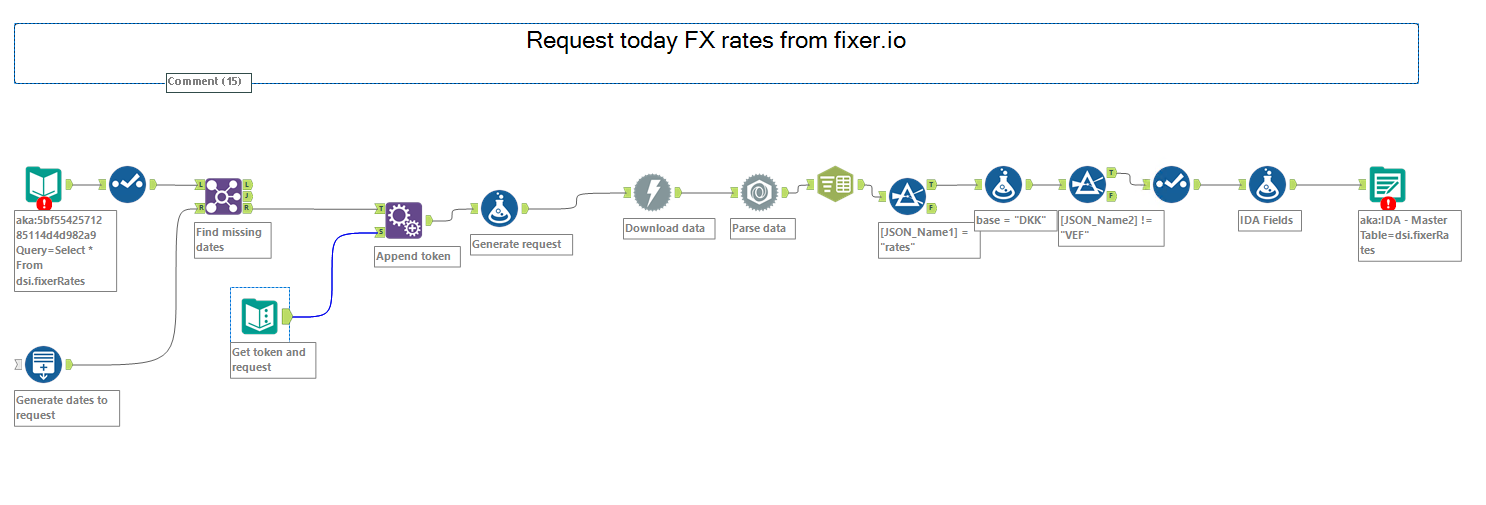 Request today FX rates from fixer.io
Comment (15)
aka:5bf55425712
85114d4d982a9
Query=Select *
From
dsi.fixerRates
L
R
L
J
R
Find missing
dates
T
S
Append token
Generate request
Download data
Parse data
T
F
[JSON_Name1] =
"rates"
base = "DKK"
T
F
[JSON_Name2] !=
"VEF"
IDA Fields
aka:IDA - Master
Table=dsi.fixerRa
tes
Get token and
request
Generate dates to
request